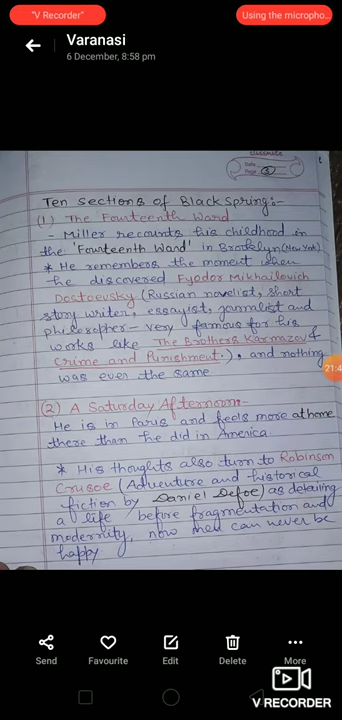 "V Recorder"
Using the micropho...
Varanasi
6 December, 8:58 pm
Date
Page 3
Ten sections of Black Spring:-
(1) The Fourteenth Ward
- Miller recounts his childhood in
the 'Fourteenth Ward' in Brooklyn (New York)
* He remembers the moment when
he discovered Fyodor Mikhailovich
Dostoevsky (Russian novelist, short
story writer, essayist, journalist and
philosopher - very famous for his
works like The Brothers Karmazov &
Crime and Punishment.), and nothing
was ever the same.
(2) A Saturday Afternoon-
He is in Paris and feels more at home
there than he did in America.
* His thoughts also turn to Robinson
Crusoe (Adventure and historical
fiction by Daniel Defoe) as detailing
a life before fragmentation and
modernity, now men can never be
happy.
21:4
Send
Favourite
Edit
Delete
More
V RECORDER